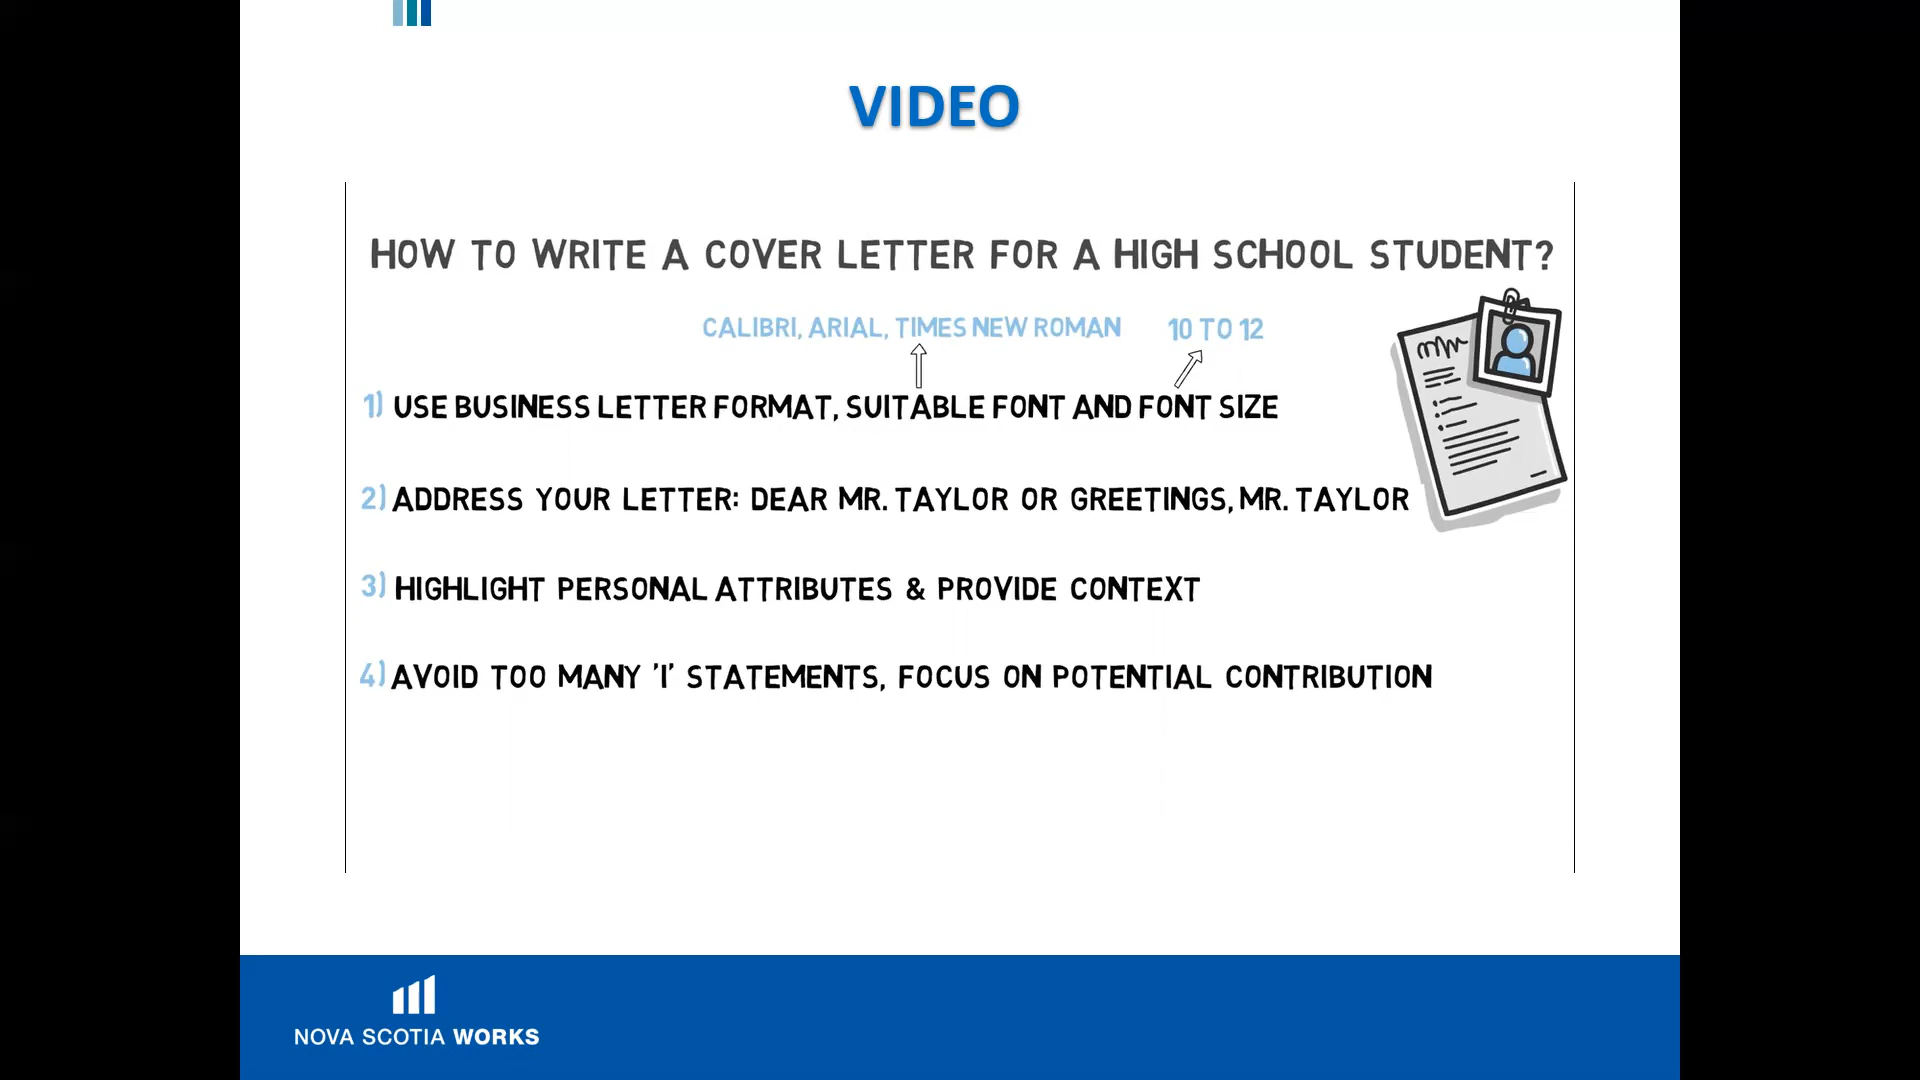 VIDEO
HOW TO WRITE A COVER LETTER FOR A HIGH SCHOOL STUDENT?
CALIBRI, ARIAL, TIMES NEW ROMAN 10 TO 12
1) USE BUSINESS LETTER FORMAT, SUITABLE FONT AND FONT SIZE
2) ADDRESS YOUR LETTER: DEAR MR. TAYLOR OR GREETINGS, MR. TAYLOR
3) HIGHLIGHT PERSONAL ATTRIBUTES & PROVIDE CONTEXT
4) AVOID TOO MANY 'I' STATEMENTS, FOCUS ON POTENTIAL CONTRIBUTION
NOVA SCOTIA WORKS